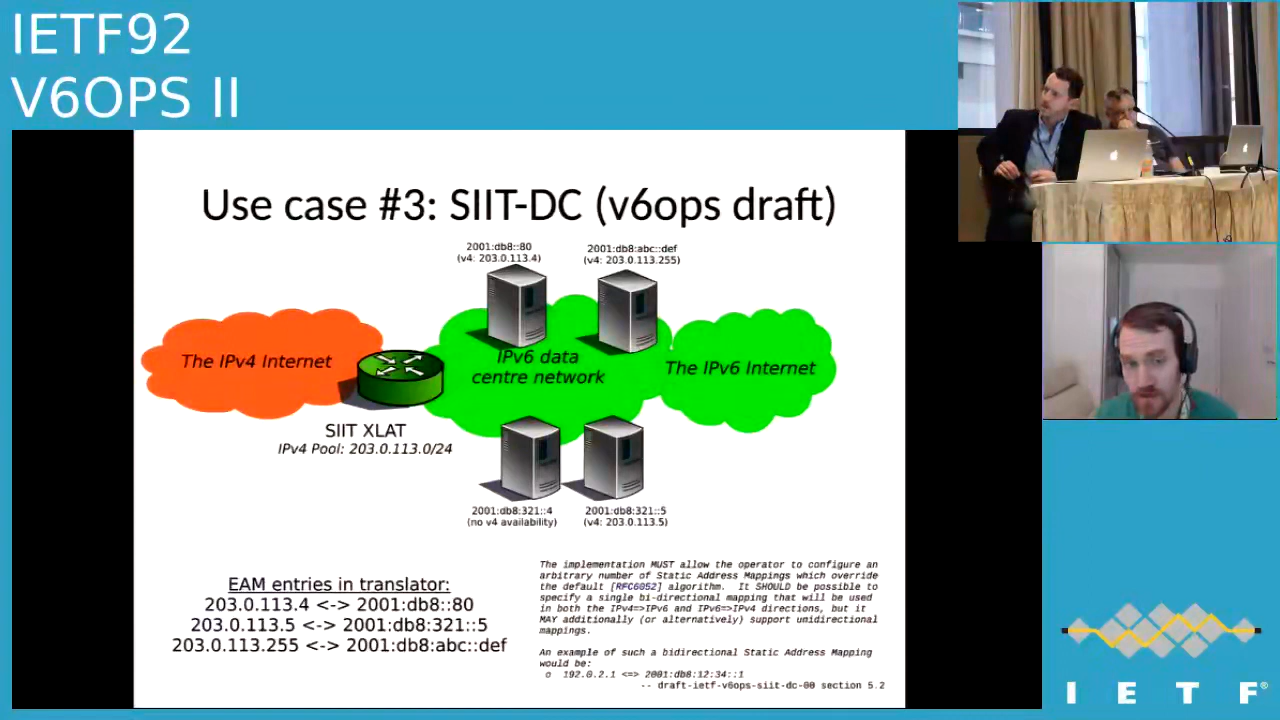 IETF92
V6OPS II
Use case #3: SIIT-DC (v6ops draft)
2001:db8::80
(v4: 203.0.113.4)
2001:db8:abc::def
(v4: 203.0.113.255)
The IPv4 Internet
IPv6 data
centre network
The IPv6 Internet
SIIT XLAT
IPv4 Pool: 203.0.113.0/24
2001:db8:321::4
(no v4 availability)
2001:db8:321::5
(v4: 203.0.113.5)
EAM entries in translator:
203.0.113.4 <-> 2001:db8::80
203.0.113.5 <-> 2001:db8:321::5
203.0.113.255 <-> 2001:db8:abc::def
The implementation MUST allow the operator to configure an
arbitrary number of Static Address Mappings which override
the default [RFC6052] algorithm. It SHOULD be possible to
specify a single bi-directional mapping that will be used
in both the IPv4=>IPv6 and IPv6=>IPv4 directions, but it
MAY additionally (or alternatively) support unidirectional
mappings.
An example of such a bidirectional Static Address Mapping
would be:
o 192.0.2.1 <=> 2001:db8:12:34::1
-- draft-ietf-v6ops-siit-dc-00 section 5.2
I E T F®